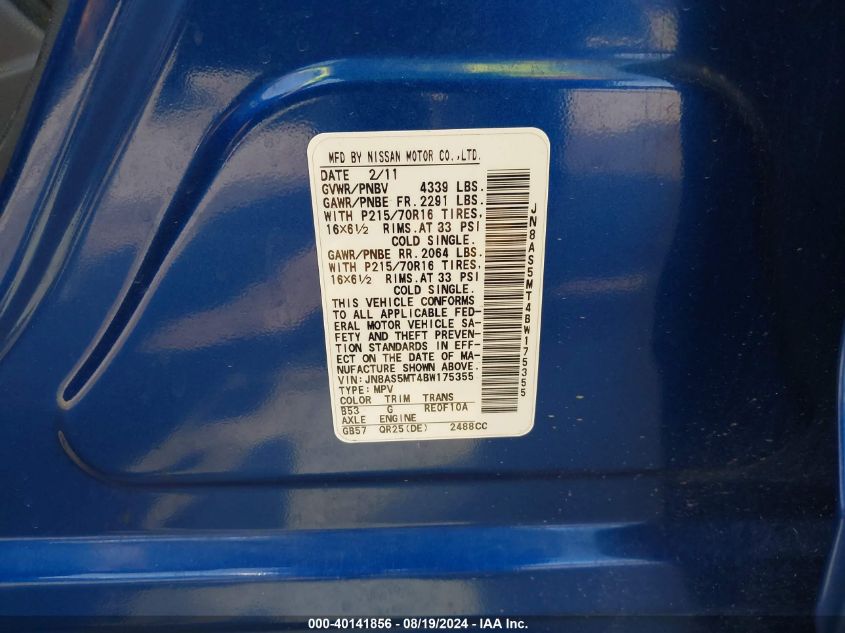 MFD BY NISSAN MOTOR CO.,LTD.
DATE 2/11
GVWR/PNBV 4339 LBS.
GAWR/PNBE FR. 2291 LBS.
WITH P215/70R16 TIRES,
16×6½ RIMS. AT 33 PSI
COLD SINGLE.
GAWR/PNBE RR. 2064 LBS.
WITH P215/70R16 TIRES,
16×6½ RIMS. AT 33 PSI
COLD SINGLE.
THIS VEHICLE CONFORMS
TO ALL APPLICABLE FED-
ERAL MOTOR VEHICLE SA-
FETY AND THEFT PREVEN-
TION STANDARDS IN EFF-
ECT ON THE DATE OF MA-
NUFACTURE SHOWN ABOVE.
VIN: JN8AS5MT4BW175355
TYPE: MPV
COLOR TRIM TRANS
B53 G RE0F10A
AXLE ENGINE
GB57 QR25(DE) 2488CC
JN8AS5MT4BW175355
000-40141856 - 08/19/2024 - IAA Inc.